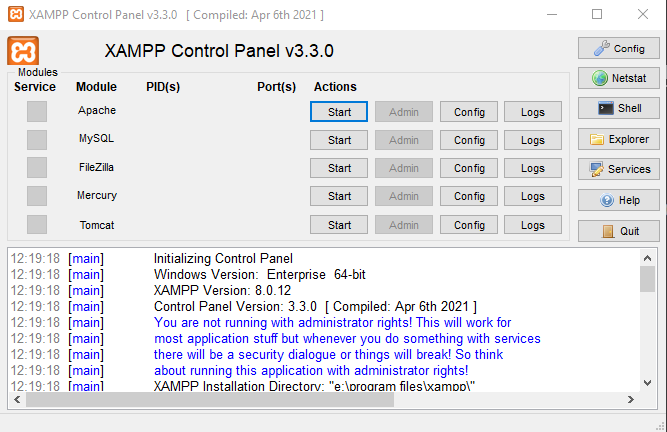 XAMPP Control Panel v3.3.0 [ Compiled: Apr 6th 2021 ]
XAMPP Control Panel v3.3.0
Config
Modules
Service Module PID(s) Port(s) Actions
Netstat
Apache Start Admin Config Logs
Shell
MySQL Start Admin Config Logs
Explorer
FileZilla Start Admin Config Logs
Services
Mercury Start Admin Config Logs
Help
Tomcat Start Admin Config Logs
Quit
12:19:18 [main] Initializing Control Panel
12:19:18 [main] Windows Version: Enterprise 64-bit
12:19:18 [main] XAMPP Version: 8.0.12
12:19:18 [main] Control Panel Version: 3.3.0 [ Compiled: Apr 6th 2021 ]
12:19:18 [main] You are not running with administrator rights! This will work for
12:19:18 [main] most application stuff but whenever you do something with services
12:19:18 [main] there will be a security dialogue or things will break! So think
12:19:18 [main] about running this application with administrator rights!
12:19:18 [main] XAMPP Installation Directory: "e:\program files\xampp\"